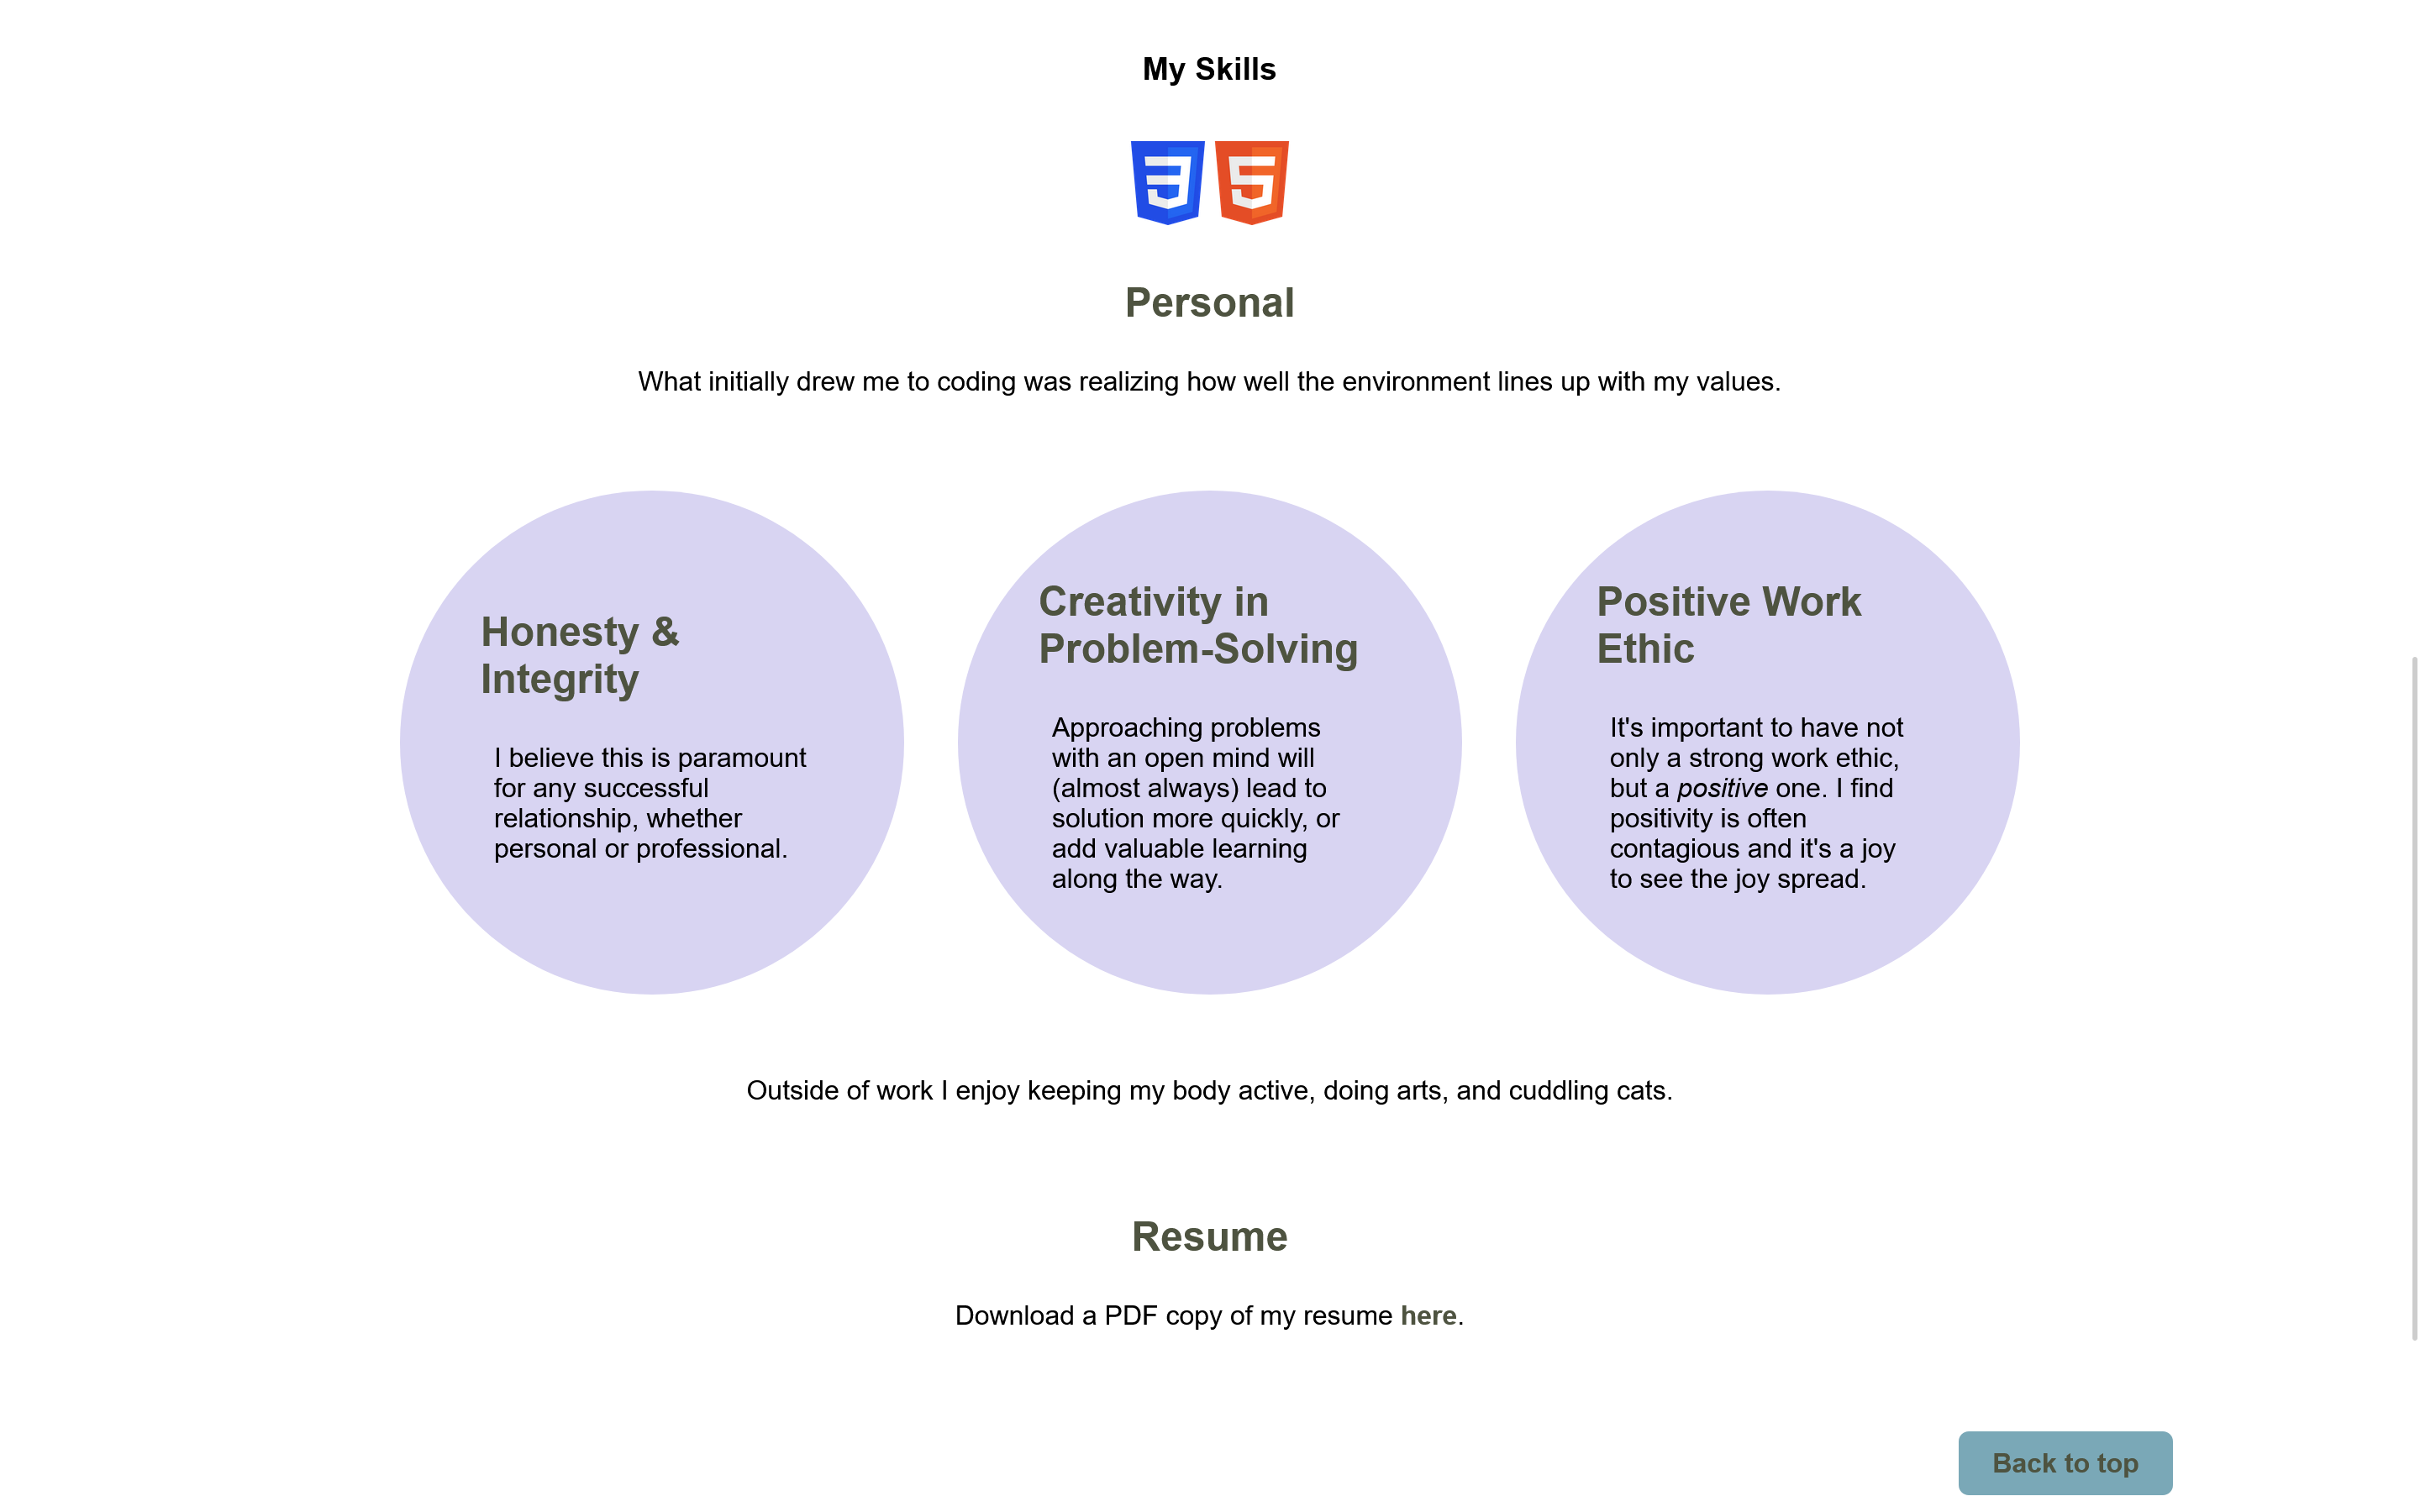 My Skills
Personal
What initially drew me to coding was realizing how well the environment lines up with my values.
Honesty &
Integrity
I believe this is paramount
for any successful
relationship, whether
personal or professional.
Creativity in
Problem-Solving
Approaching problems
with an open mind will
(almost always) lead to
solution more quickly, or
add valuable learning
along the way.
Positive Work
Ethic
It's important to have not
only a strong work ethic,
but a positive one. I find
positivity is often
contagious and it's a joy
to see the joy spread.
Outside of work I enjoy keeping my body active, doing arts, and cuddling cats.
Resume
Download a PDF copy of my resume here.
Back to top